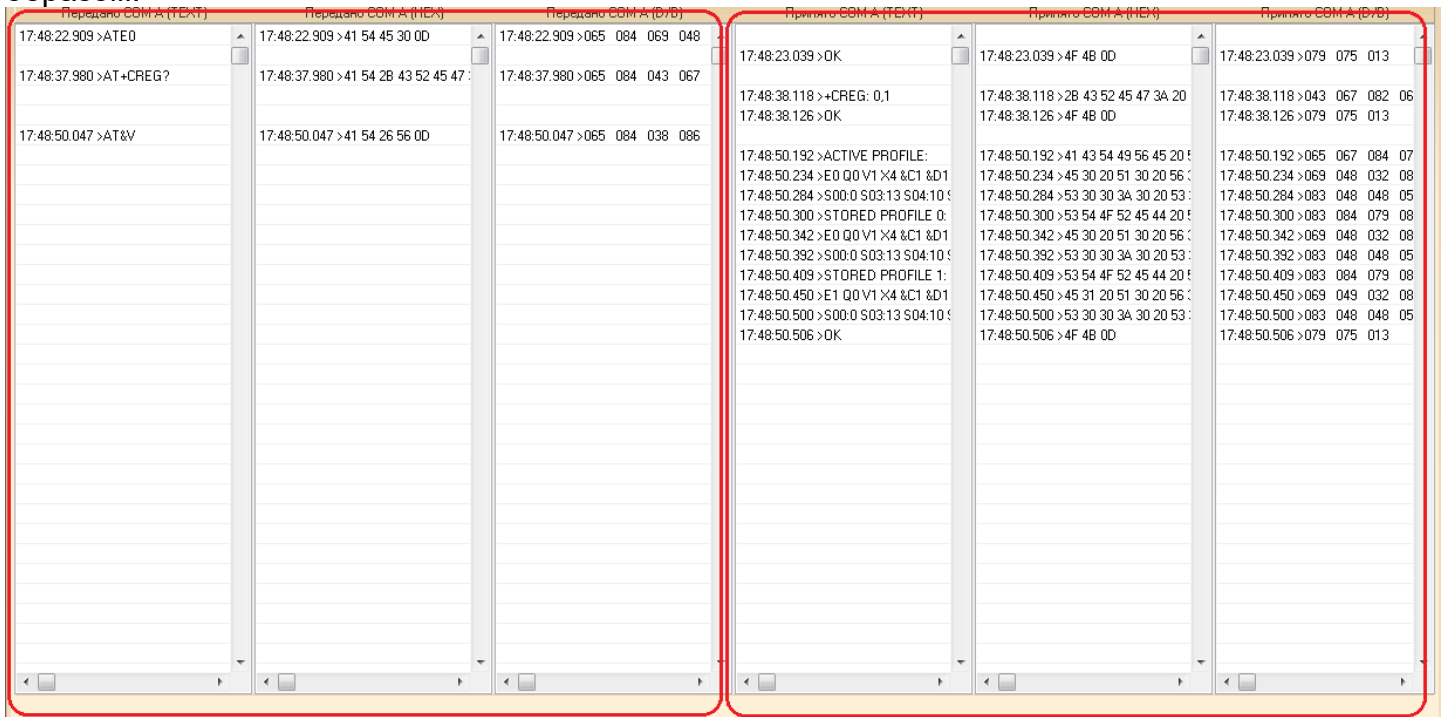 Передано COM A (TEXT) Передано COM A (HEX) Передано COM A (D/B) Принято COM A (TEXT) Принято COM A (HEX) Принято COM A (D/B)
17:48:22.909 >ATE0 17:48:22.909 >41 54 45 30 0D 17:48:22.909 >065 084 069 048
17:48:23.039 >OK 17:48:23.039 >4F 4B 0D 17:48:23.039 >079 075 013
17:48:37.980 >AT+CREG? 17:48:37.980 >41 54 2B 43 52 45 47 17:48:37.980 >065 084 043 067
17:48:38.118 >+CREG: 0,1 17:48:38.118 >2B 43 52 45 47 3A 20 17:48:38.118 >043 067 082 06
17:48:38.126 >OK 17:48:38.126 >4F 4B 0D 17:48:38.126 >079 075 013
17:48:50.047 >AT&V 17:48:50.047 >41 54 26 56 0D 17:48:50.047 >065 084 038 086
17:48:50.192 >ACTIVE PROFILE: 17:48:50.192 >41 43 54 49 56 45 20 17:48:50.192 >065 067 084 07
17:48:50.234 >E0 Q0 V1 X4 &C1 &D1 17:48:50.234 >45 30 20 51 30 20 56 17:48:50.234 >069 048 032 08
17:48:50.284 >S00:0 S03:13 S04:10 17:48:50.284 >53 30 30 3A 30 20 53 17:48:50.284 >083 048 048 05
17:48:50.300 >STORED PROFILE 0: 17:48:50.300 >53 54 4F 52 45 44 20 17:48:50.300 >083 084 079 08
17:48:50.342 >E0 Q0 V1 X4 &C1 &D1 17:48:50.342 >45 30 20 51 30 20 56 17:48:50.342 >069 048 032 08
17:48:50.392 >S00:0 S03:13 S04:10 17:48:50.392 >53 30 30 3A 30 20 53 17:48:50.392 >083 048 048 05
17:48:50.409 >STORED PROFILE 1: 17:48:50.409 >53 54 4F 52 45 44 20 17:48:50.409 >083 084 079 08
17:48:50.450 >E1 Q0 V1 X4 &C1 &D1 17:48:50.450 >45 31 20 51 30 20 56 17:48:50.450 >069 049 032 08
17:48:50.500 >S00:0 S03:13 S04:10 17:48:50.500 >53 30 30 3A 30 20 53 17:48:50.500 >083 048 048 05
17:48:50.506 >OK 17:48:50.506 >4F 4B 0D 17:48:50.506 >079 075 013